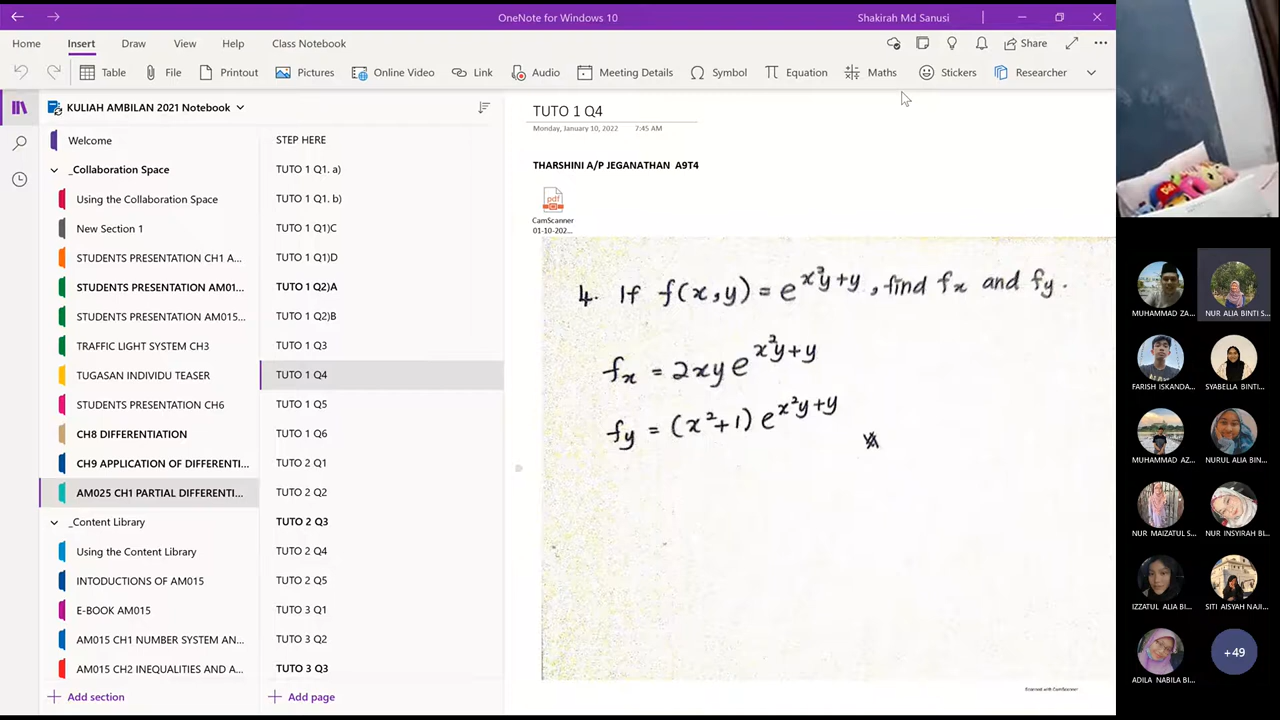 OneNote for Windows 10
Shakirah Md Sanusi
Home Insert Draw View Help Class Notebook
Share
Table File Printout Pictures Online Video Link Audio Meeting Details Symbol Equation Maths Stickers Researcher
KULIAH AMBILAN 2021 Notebook
Welcome
_Collaboration Space
Using the Collaboration Space
New Section 1
STUDENTS PRESENTATION CH1 A...
STUDENTS PRESENTATION AM01...
STUDENTS PRESENTATION AM015...
TRAFFIC LIGHT SYSTEM CH3
TUGASAN INDIVIDU TEASER
STUDENTS PRESENTATION CH6
CH8 DIFFERENTIATION
CH9 APPLICATION OF DIFFERENTI...
AM025 CH1 PARTIAL DIFFERENTI...
_Content Library
Using the Content Library
INTODUCTIONS OF AM015
E-BOOK AM015
AM015 CH1 NUMBER SYSTEM AN...
AM015 CH2 INEQUALITIES AND A...
Add section
STEP HERE
TUTO 1 Q1. a)
TUTO 1 Q1. b)
TUTO 1 Q1)C
TUTO 1 Q1)D
TUTO 1 Q2)A
TUTO 1 Q2)B
TUTO 1 Q3
TUTO 1 Q4
TUTO 1 Q5
TUTO 1 Q6
TUTO 2 Q1
TUTO 2 Q2
TUTO 2 Q3
TUTO 2 Q4
TUTO 2 Q5
TUTO 3 Q1
TUTO 3 Q2
TUTO 3 Q3
Add page
TUTO 1 Q4
Monday, January 10, 2022 7:45 AM
THARSHINI A/P JEGANATHAN A9T4
pdf
CamScanner
01-10-202...
4. If f(x,y) = e^(x²y+y), find fx and fy.
fx = 2xy e^(x²y+y)
fy = (x²+1) e^(x²y+y)
Scanned with CamScanner
MUHAMMAD ZA...
NUR ALIA BINTI S...
FARISH ISKANDA...
SYABELLA BINTI...
MUHAMMAD AZ...
NURUL ALIA BIN...
NUR MAIZATUL S...
NUR INSYIRAH BI...
IZZATUL ALIA BI...
SITI AISYAH NAJI...
ADILA NABILA BI...
+49